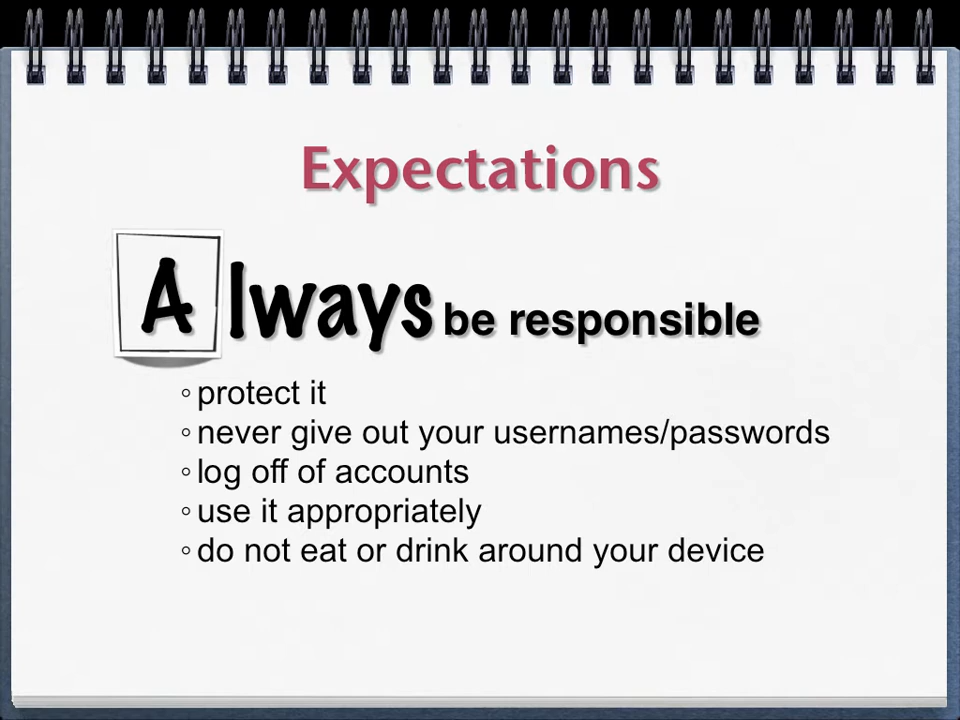 Expectations
Always be responsible
◦ protect it
◦ never give out your usernames/passwords
◦ log off of accounts
◦ use it appropriately
◦ do not eat or drink around your device